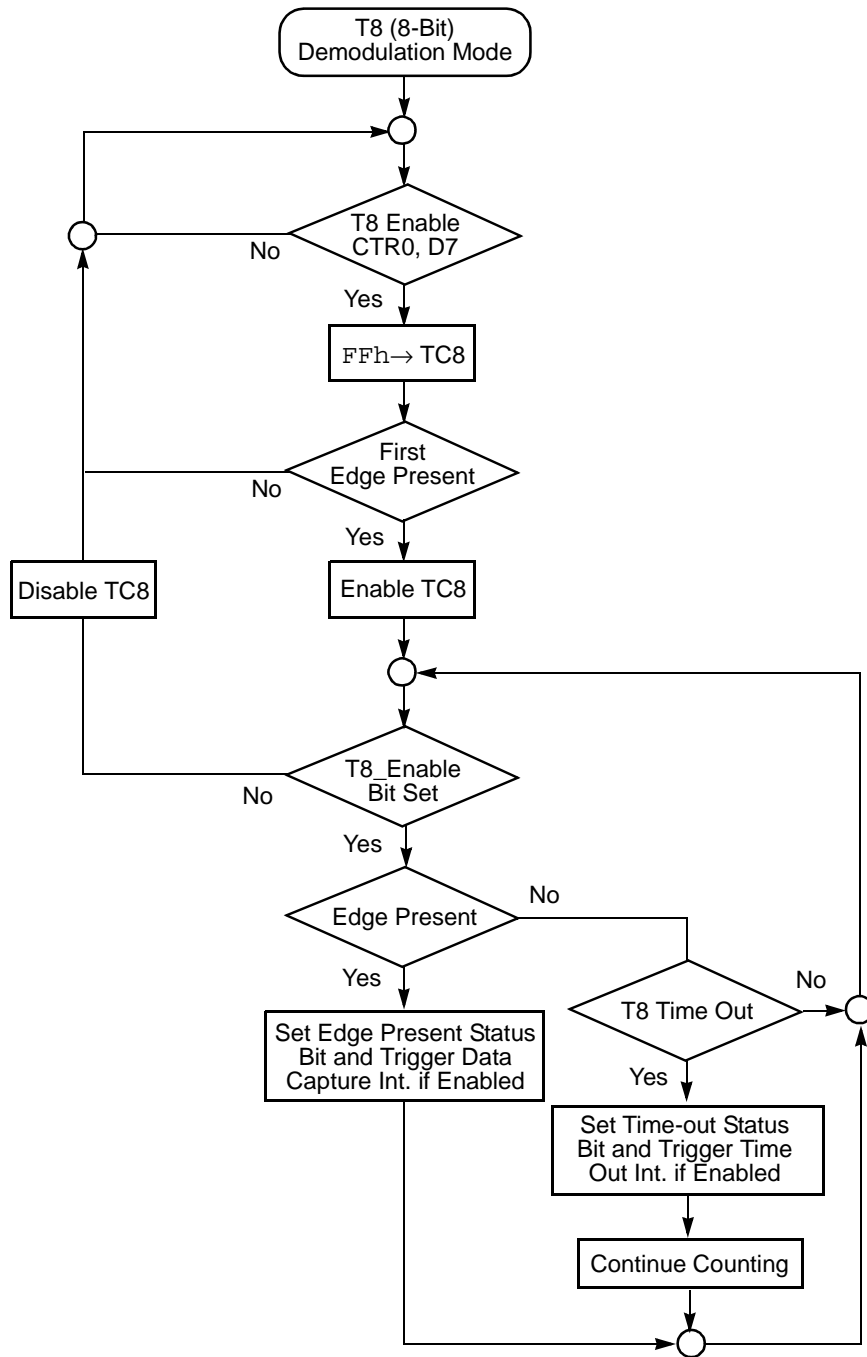 T8 (8-Bit)
Demodulation Mode
T8 Enable
CTR0, D7
No
Yes
FFh→ TC8
First
Edge Present
No
Yes
Disable TC8
Enable TC8
T8_Enable
Bit Set
No
Yes
Edge Present
No
Yes
T8 Time Out
No
Set Edge Present Status
Bit and Trigger Data
Capture Int. if Enabled
Yes
Set Time-out Status
Bit and Trigger Time
Out Int. if Enabled
Continue Counting